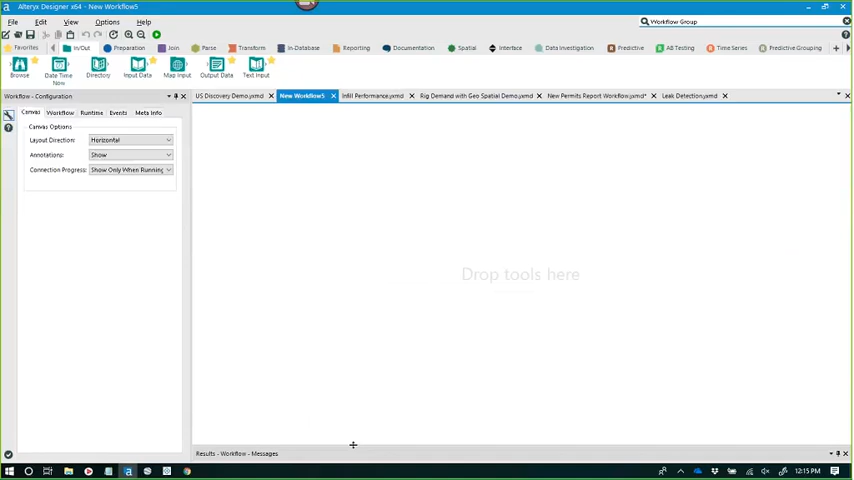 Alteryx Designer x64 - New Workflow5
File Edit View Options Help
Workflow Group
Favorites In/Out Preparation Join Parse Transform In-Database Reporting Documentation Spatial Interface Data Investigation Predictive AB Testing Time Series Predictive Grouping
Browse Date Time Now Directory Input Data Map Input Output Data Text Input
Workflow - Configuration
US Discovery Demo.yxmd New Workflow5 Infill Performance.yxmc Rig Demand with Geo Spatial Demo.yxmd New Permits Report Workflow.yxmd* Leak Detection.yxmd
Canvas Workflow Runtime Events Meta Info
Canvas Options
Layout Direction: Horizontal
Annotations: Show
Connection Progress: Show Only When Running
Drop tools here
Results - Workflow - Messages
12:15 PM